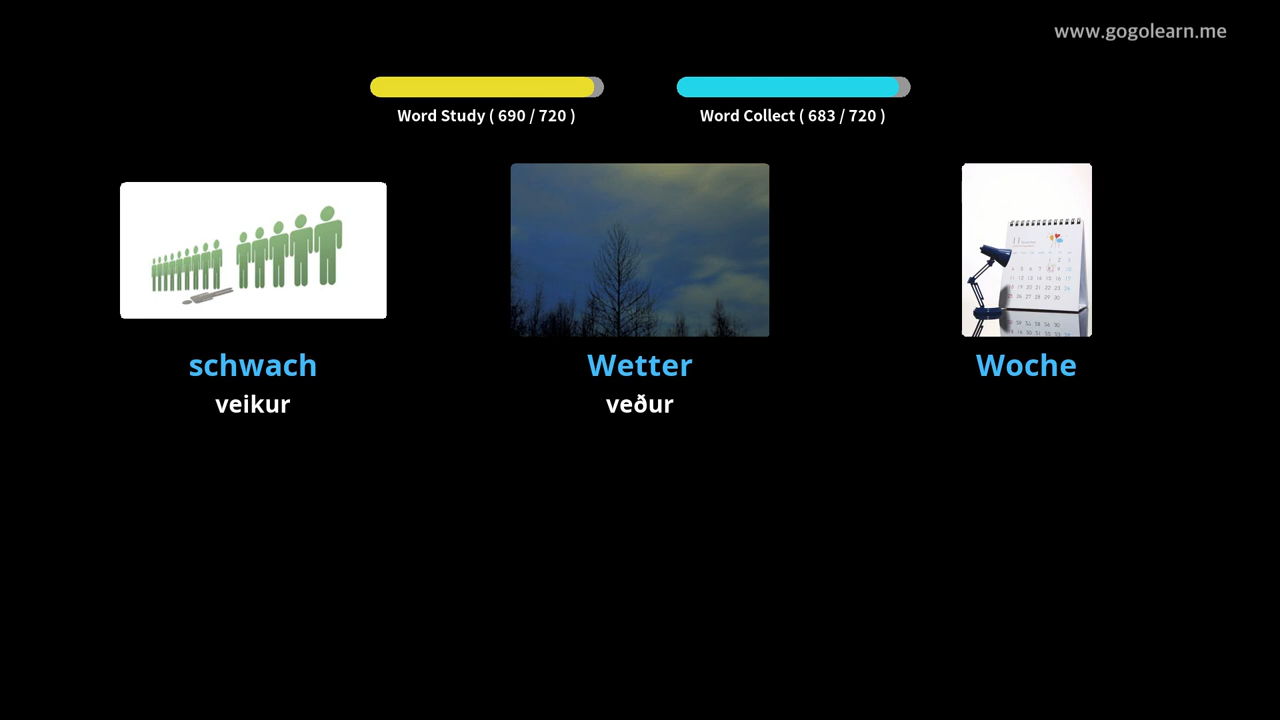 www.gogolearn.me
Word Study ( 690 / 720 )
Word Collect ( 683 / 720 )
schwach
Wetter
Woche
veikur
veður